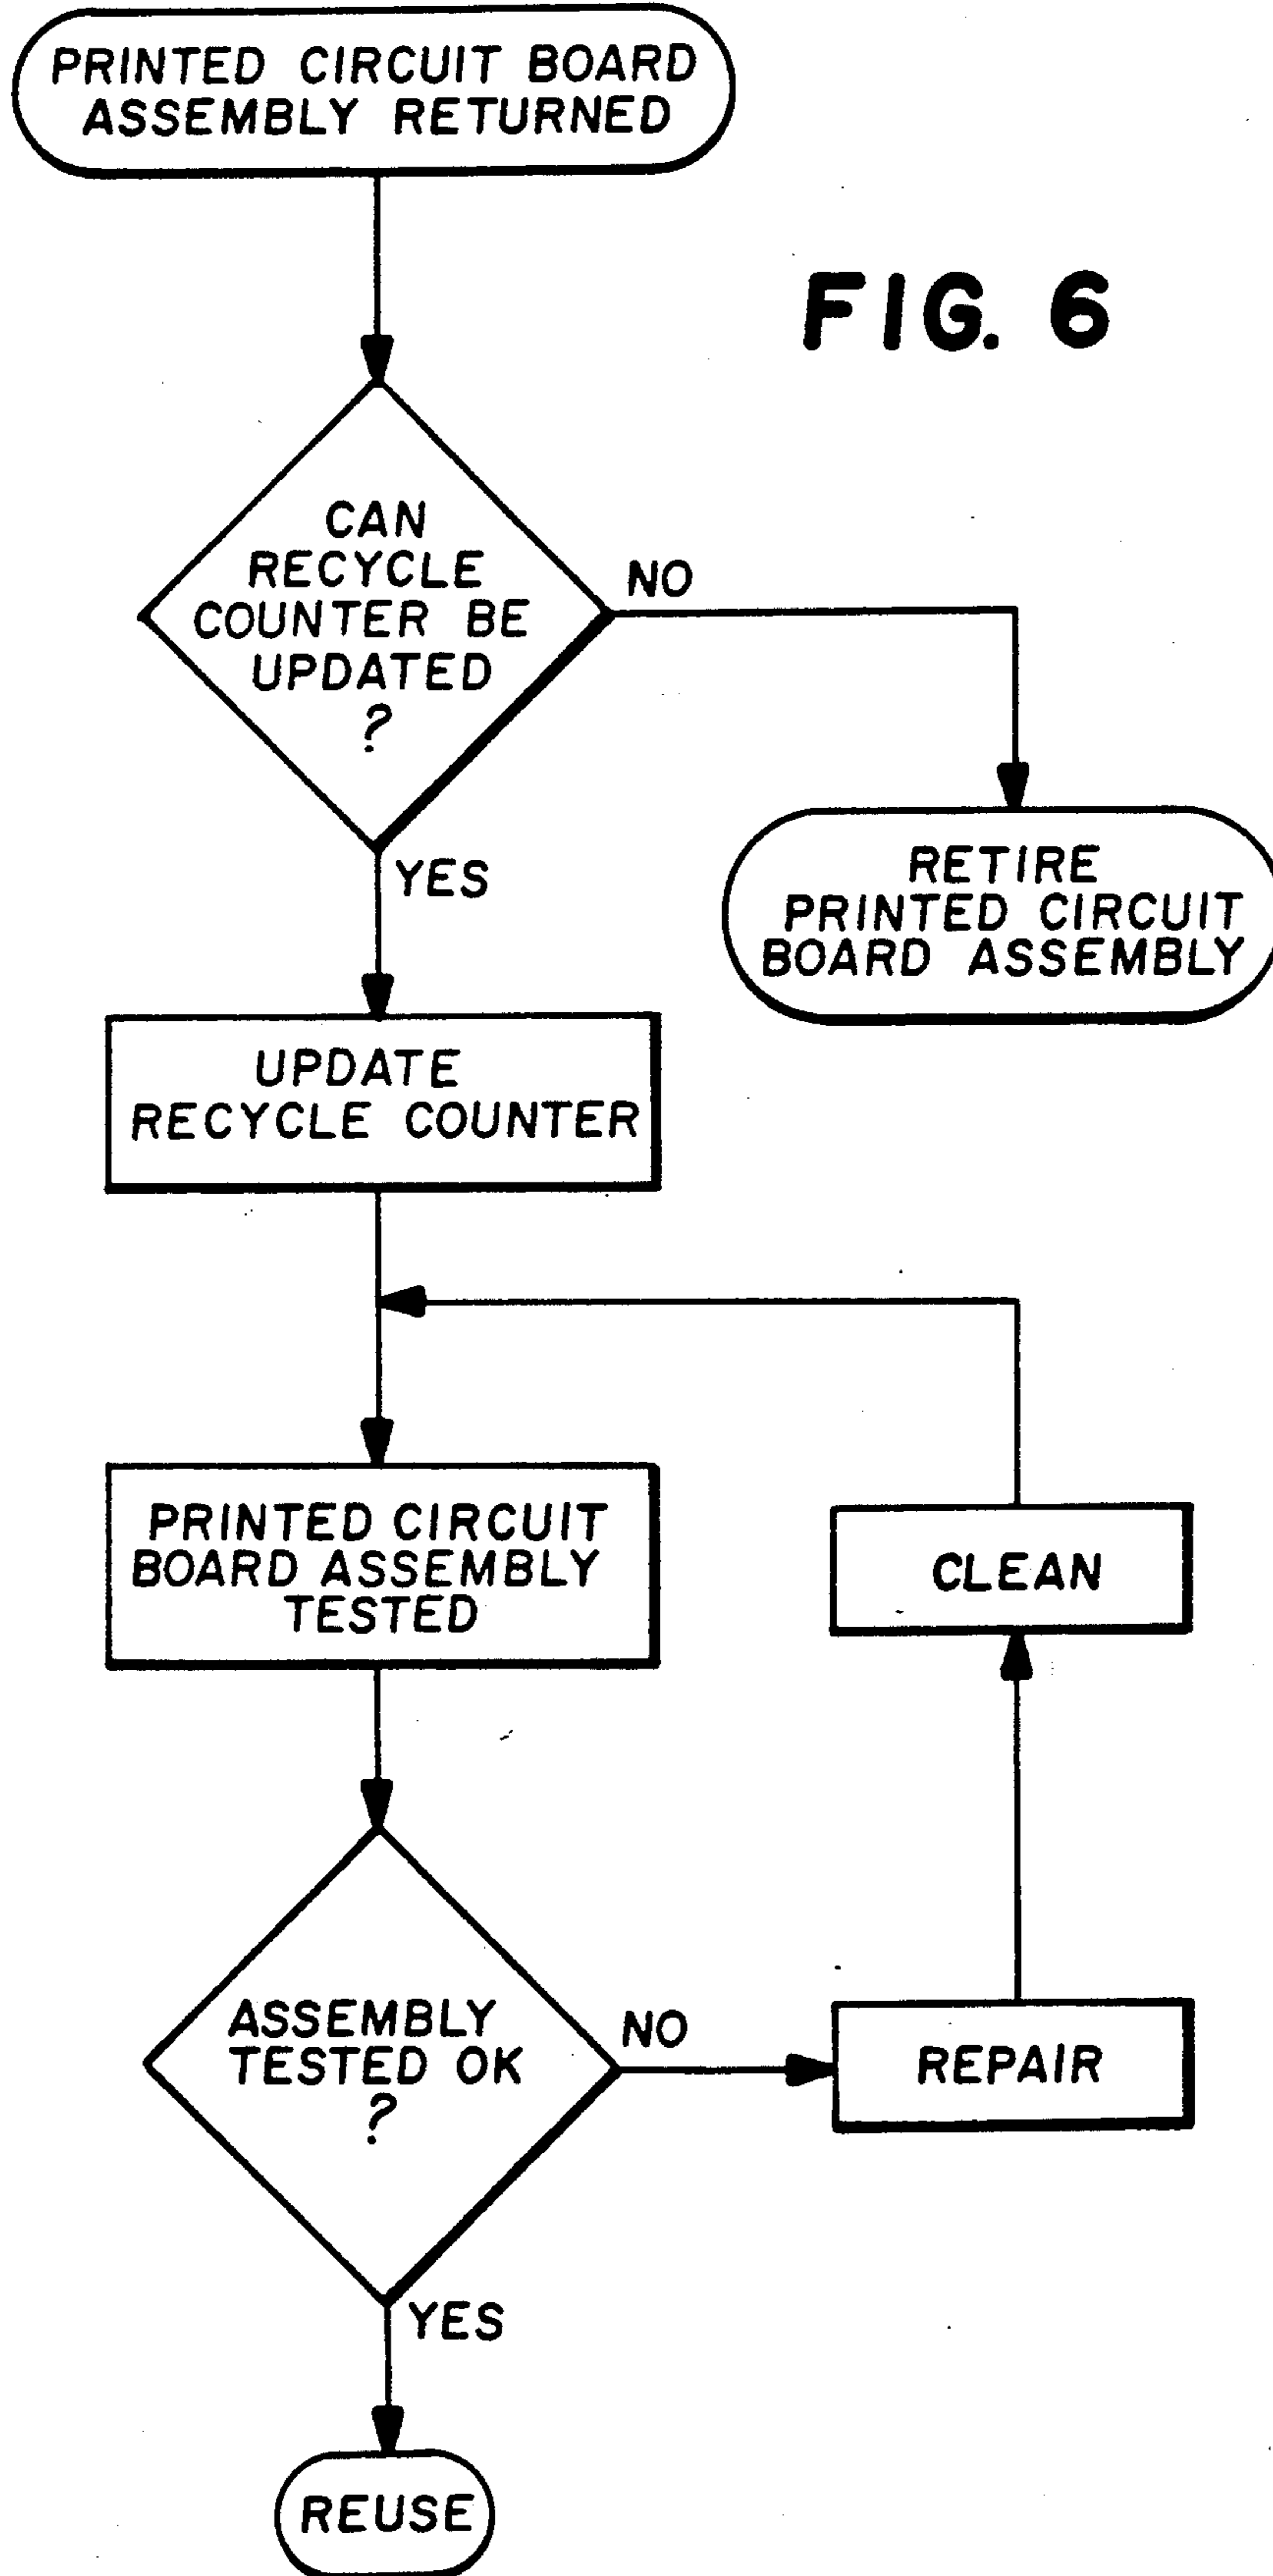 PRINTED CIRCUIT BOARD
ASSEMBLY RETURNED
FIG. 6
CAN
RECYCLE
COUNTER BE
UPDATED
?
NO
YES
RETIRE
PRINTED CIRCUIT
BOARD ASSEMBLY
UPDATE
RECYCLE COUNTER
PRINTED CIRCUIT
BOARD ASSEMBLY
TESTED
CLEAN
ASSEMBLY
TESTED OK
?
NO
REPAIR
YES
REUSE